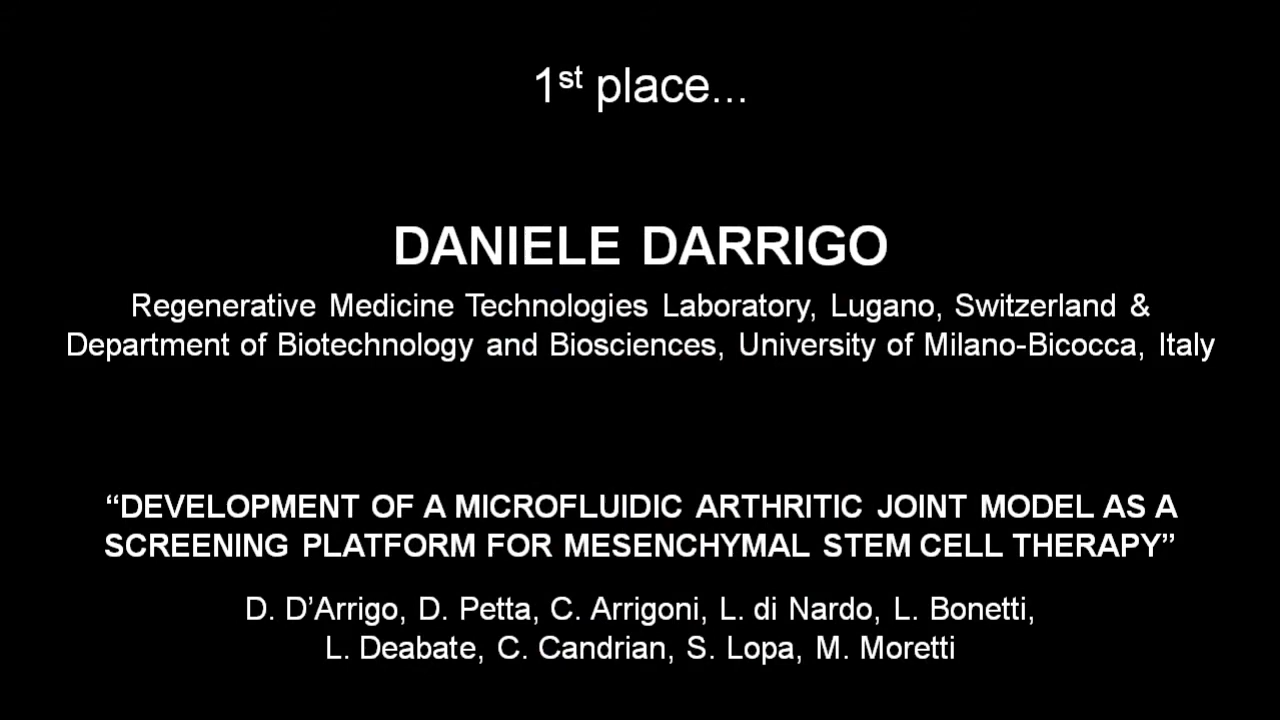 1st place...
DANIELE DARRIGO
Regenerative Medicine Technologies Laboratory, Lugano, Switzerland &
Department of Biotechnology and Biosciences, University of Milano-Bicocca, Italy
“DEVELOPMENT OF A MICROFLUIDIC ARTHRITIC JOINT MODEL AS A
SCREENING PLATFORM FOR MESENCHYMAL STEM CELL THERAPY”
D. D’Arrigo, D. Petta, C. Arrigoni, L. di Nardo, L. Bonetti,
L. Deabate, C. Candrian, S. Lopa, M. Moretti